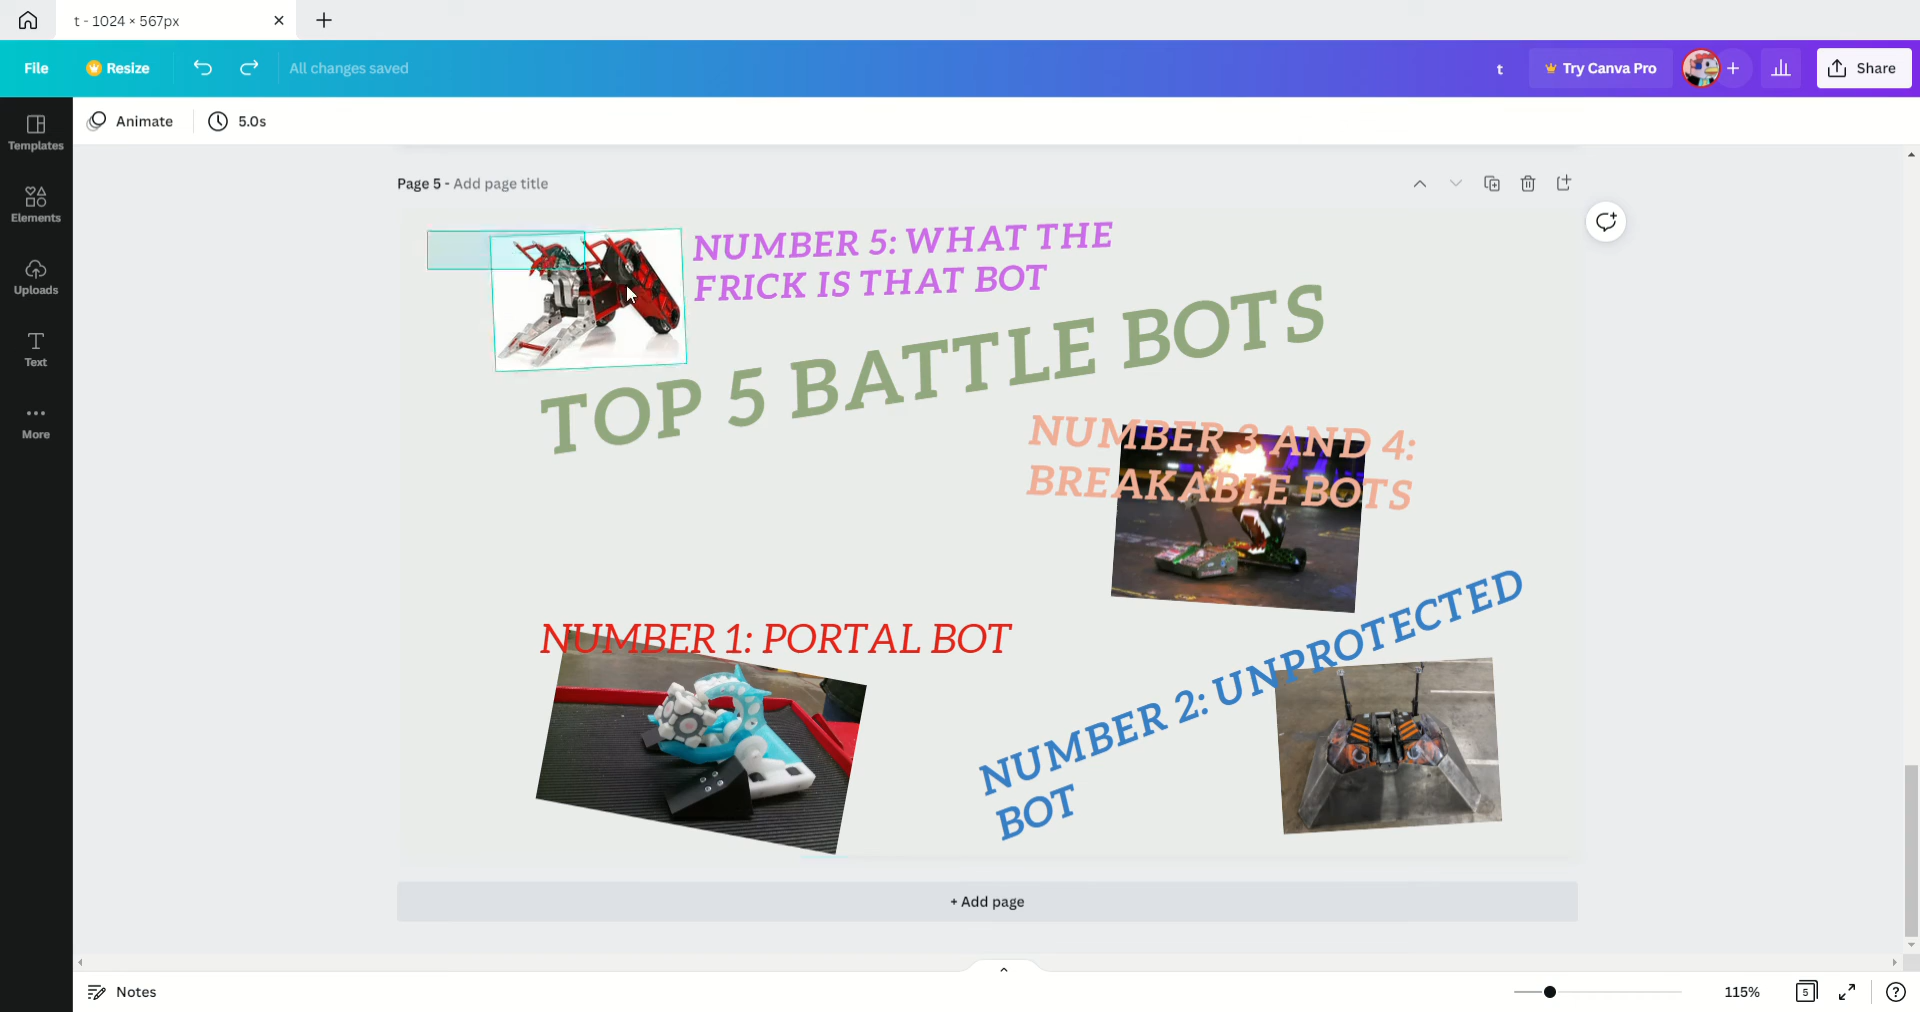 t - 1024 × 567px
File
Resize
All changes saved
t
Try Canva Pro
Share
Templates
Elements
Uploads
Text
More
Animate
5.0s
Page 5 - Add page title
NUMBER 5: WHAT THE
FRICK IS THAT BOT
TOP 5 BATTLE BOTS
NUMBER 3 AND 4:
BREAKABLE BOTS
NUMBER 1: PORTAL BOT
NUMBER 2: UNPROTECTED
BOT
+ Add page
Notes
115%
5